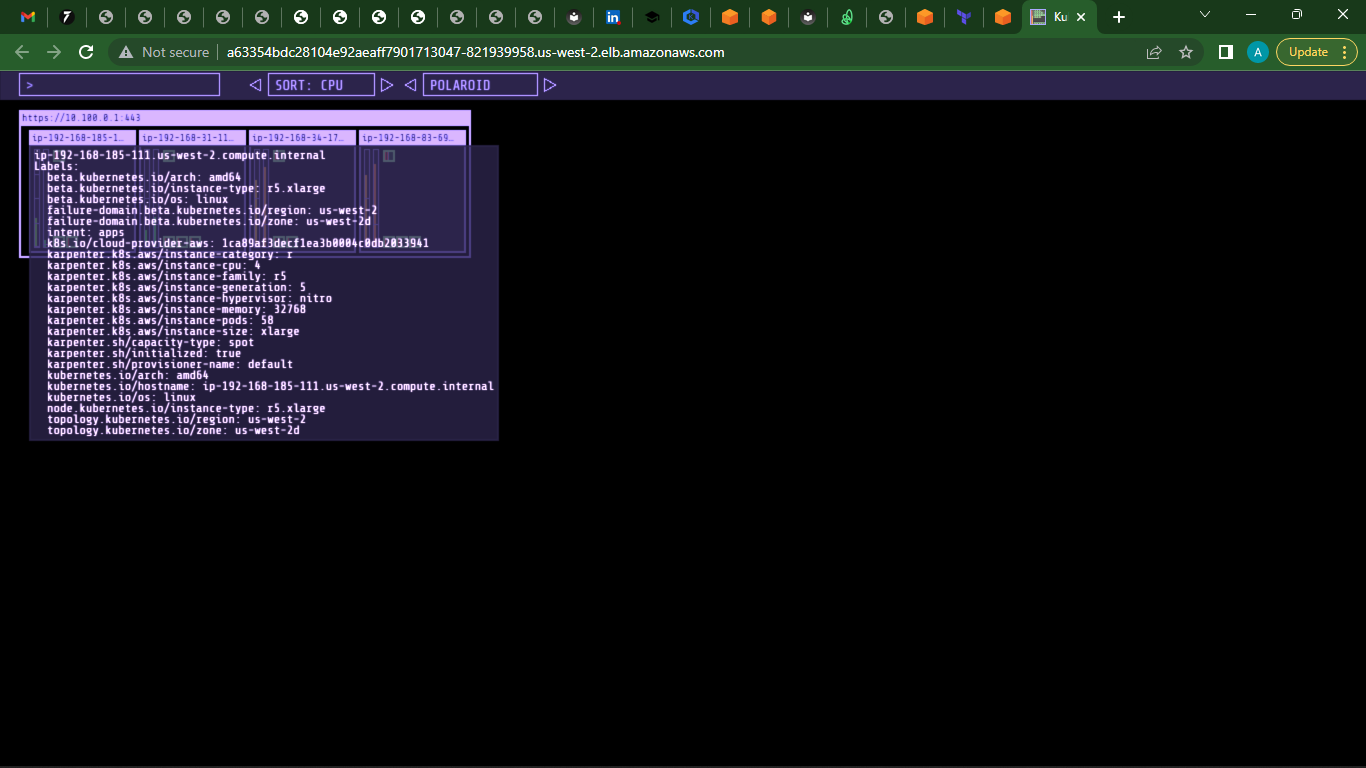 Ku
Not secure
a63354bdc28104e92aeaff7901713047-821939958.us-west-2.elb.amazonaws.com
A
Update
>
SORT: CPU
POLAROID
https://10.100.0.1:443
ip-192-168-185-1…
ip-192-168-31-11…
ip-192-168-34-17…
ip-192-168-83-69…
ip-192-168-185-111.us-west-2.compute.internal
Labels:
beta.kubernetes.io/arch: amd64
beta.kubernetes.io/instance-type: r5.xlarge
beta.kubernetes.io/os: linux
failure-domain.beta.kubernetes.io/region: us-west-2
failure-domain.beta.kubernetes.io/zone: us-west-2d
intent: apps
k8s.io/cloud-provider-aws: 1ca89af3decf1ea3b0004c0db2033941
karpenter.k8s.aws/instance-category: r
karpenter.k8s.aws/instance-cpu: 4
karpenter.k8s.aws/instance-family: r5
karpenter.k8s.aws/instance-generation: 5
karpenter.k8s.aws/instance-hypervisor: nitro
karpenter.k8s.aws/instance-memory: 32768
karpenter.k8s.aws/instance-pods: 58
karpenter.k8s.aws/instance-size: xlarge
karpenter.sh/capacity-type: spot
karpenter.sh/initialized: true
karpenter.sh/provisioner-name: default
kubernetes.io/arch: amd64
kubernetes.io/hostname: ip-192-168-185-111.us-west-2.compute.internal
kubernetes.io/os: linux
node.kubernetes.io/instance-type: r5.xlarge
topology.kubernetes.io/region: us-west-2
topology.kubernetes.io/zone: us-west-2d